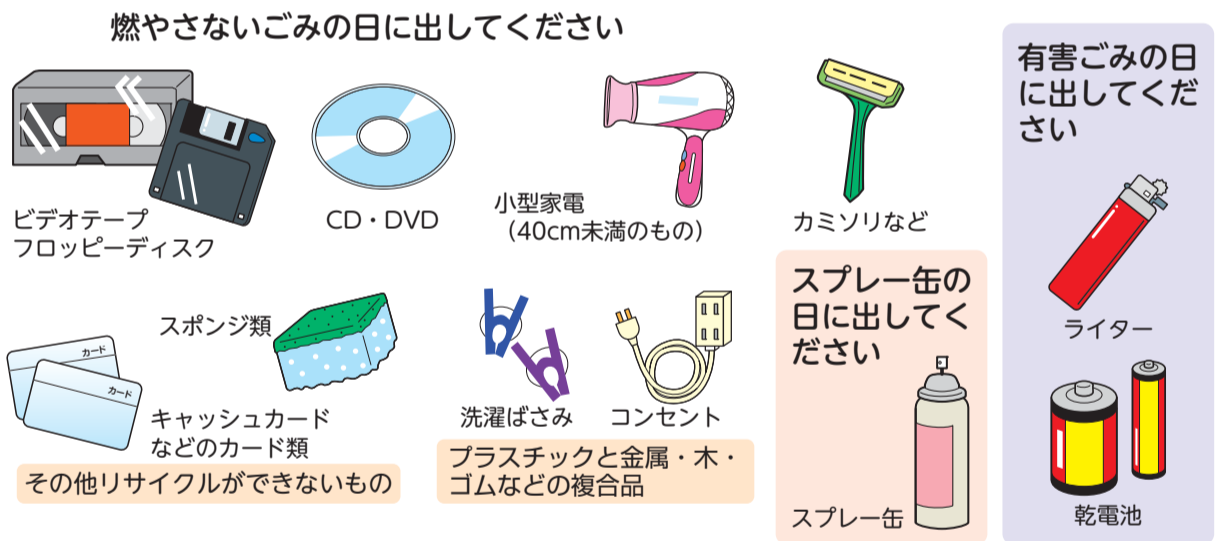 燃やさないごみの日に出してください
ビデオテープ
フロッピーディスク
CD・DVD
小型家電
（40cm未満のもの）
カミソリなど
スポンジ類
カード
カード
キャッシュカード
などのカード類
その他リサイクルができないもの
洗濯ばさみ
コンセント
プラスチックと金属・木・
ゴムなどの複合品
スプレー缶の
日に出してく
ださい
スプレー缶
有害ごみの日
に出してくだ
さい
ライター
乾電池